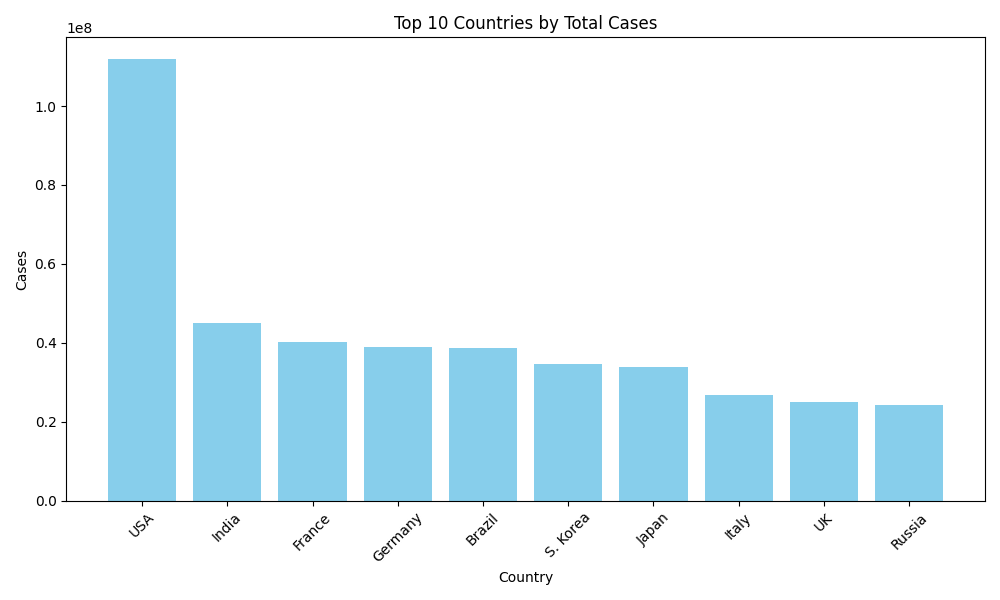 Top 10 Countries by Total Cases
1e8
1.0
0.8
0.6
0.4
0.2
0.0
Cases
USA
India
France
Germany
Brazil
S. Korea
Japan
Italy
UK
Russia
Country